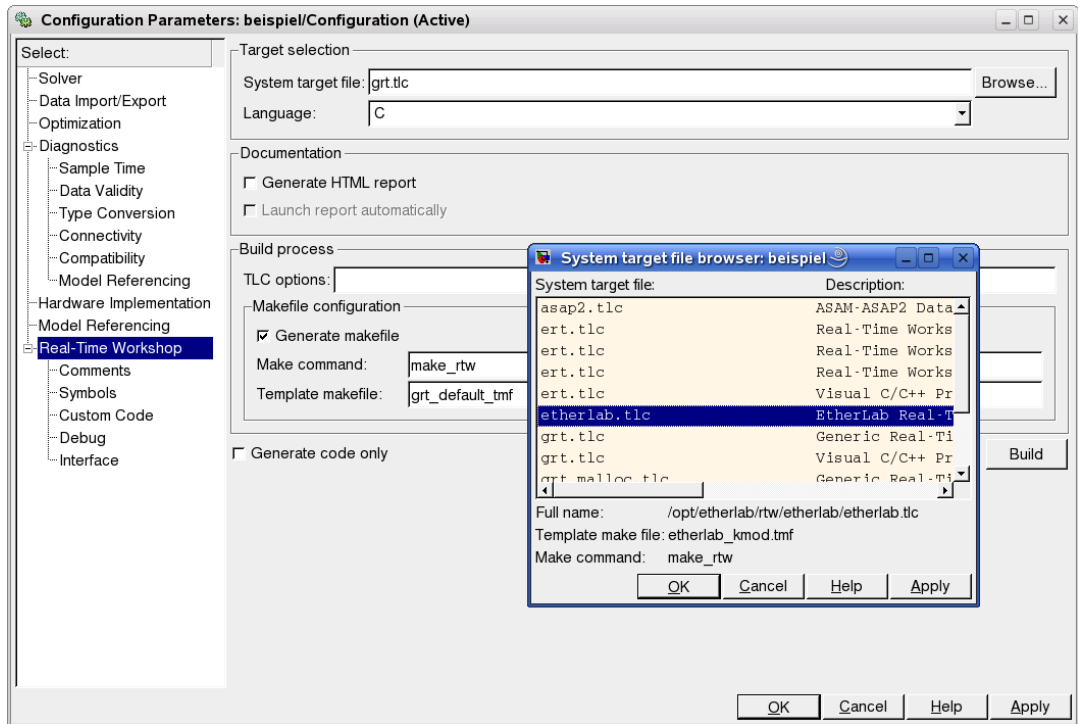 Configuration Parameters: beispiel/Configuration (Active)
Select:
Solver
Data Import/Export
Optimization
Diagnostics
Sample Time
Data Validity
Type Conversion
Connectivity
Compatibility
Model Referencing
Hardware Implementation
Model Referencing
Real-Time Workshop
Comments
Symbols
Custom Code
Debug
Interface
Target selection
System target file: grt.tlc Browse...
Language: C
Documentation
Generate HTML report
Launch report automatically
Build process
TLC options:
Makefile configuration
Generate makefile
Make command: make_rtw
Template makefile: grt_default_tmf
Generate code only
Build
System target file browser: beispiel
System target file: Description:
asap2.tlc ASAM-ASAP2 Data
ert.tlc Real-Time Works
ert.tlc Real-Time Works
ert.tlc Real-Time Works
ert.tlc Visual C/C++ Pr
etherlab.tlc EtherLab Real-T
grt.tlc Generic Real-Ti
grt.tlc Visual C/C++ Pr
grt_malloc.tlc Generic Real-Ti
Full name: /opt/etherlab/rtw/etherlab/etherlab.tlc
Template make file: etherlab_kmod.tmf
Make command: make_rtw
OK Cancel Help Apply
OK Cancel Help Apply